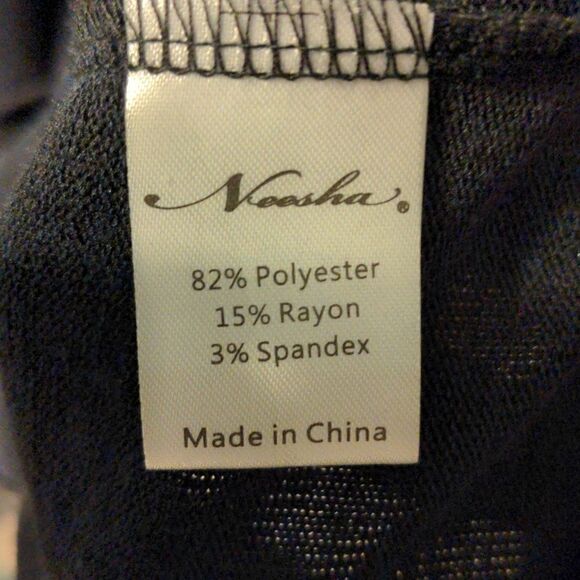 Neesha®
82% Polyester
15% Rayon
3% Spandex
Made in China